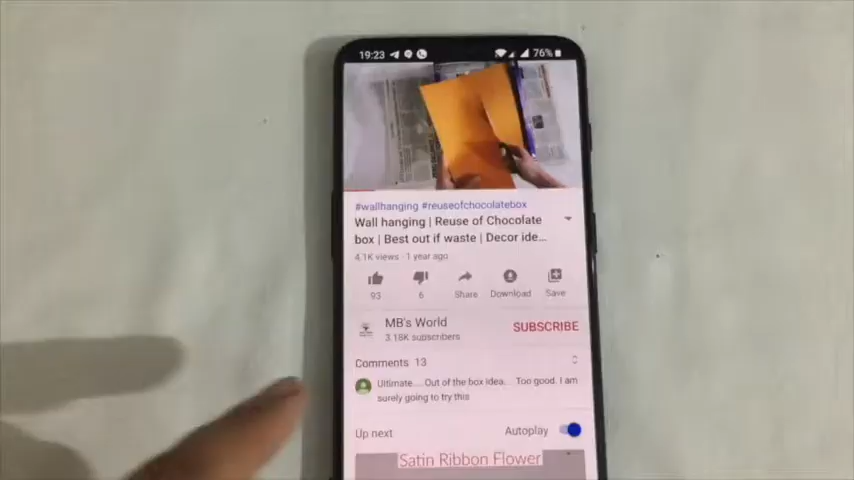 19:23 76%
#wallhanging #reuseofchocolatebox
Wall hanging | Reuse of Chocolate
box | Best out if waste | Decor ide...
4.1K views · 1 year ago
93 6 Share Download Save
MB's World
3.18K subscribers
SUBSCRIBE
Comments 13
Ultimate.... Out of the box idea.... Too good. I am
surely going to try this
Up next Autoplay
Satin Ribbon Flower